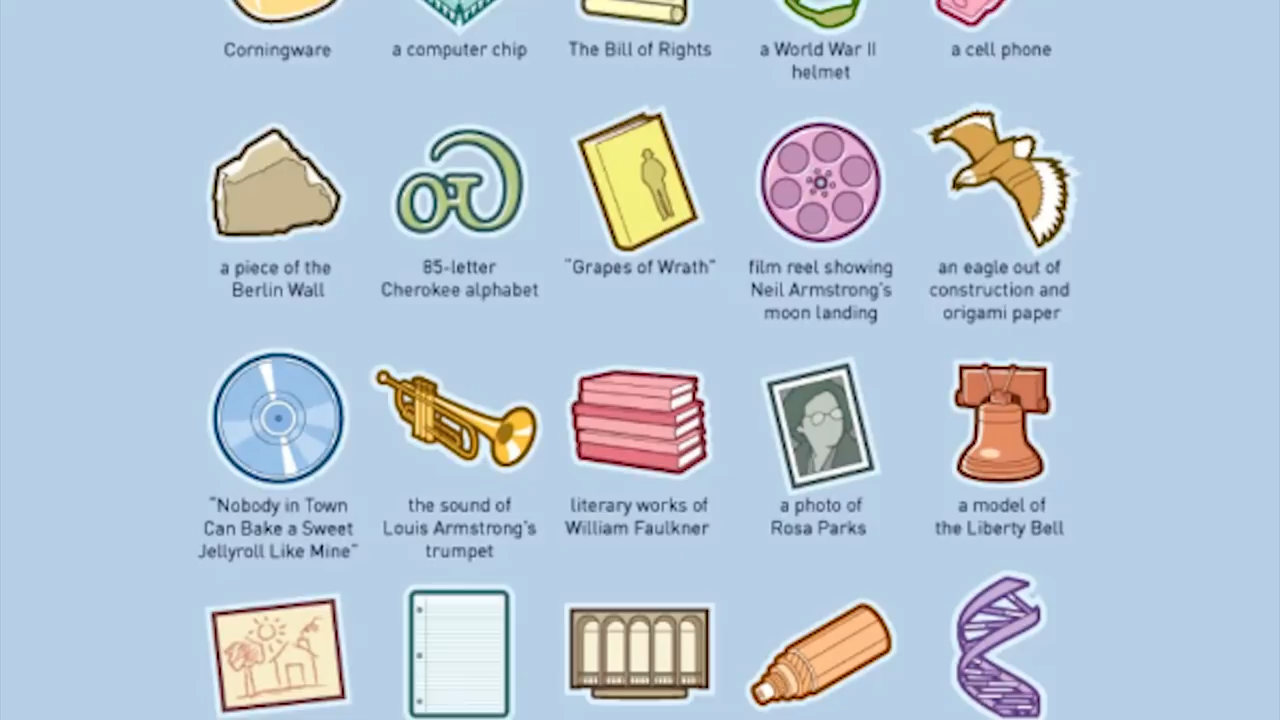 Corningware
a computer chip
The Bill of Rights
a World War II
helmet
a cell phone
a piece of the
Berlin Wall
85-letter
Cherokee alphabet
"Grapes of Wrath"
film reel showing
Neil Armstrong's
moon landing
an eagle out of
construction and
origami paper
"Nobody in Town
Can Bake a Sweet
Jellyroll Like Mine"
the sound of
Louis Armstrong's
trumpet
literary works of
William Faulkner
a photo of
Rosa Parks
a model of
the Liberty Bell